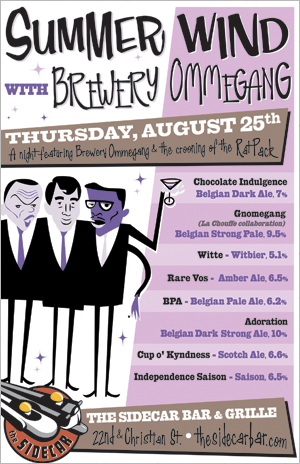 SUMMER WIND
WITH BREWERY OMMEGANG
THURSDAY, AUGUST 25th
A night featuring Brewery Ommegang & the crooning of the Rat Pack
Chocolate Indulgence
Belgian Dark Ale, 7%
Gnomegang
(La Chouffe collaboration)
Belgian Strong Pale, 9.5%
Witte - Witbier, 5.1%
Rare Vos - Amber Ale, 6.5%
BPA - Belgian Pale Ale, 6.2%
Adoration
Belgian Dark Strong Ale, 10%
Cup o' Kyndness - Scotch Ale, 6.6%
Independence Saison - Saison, 6.5%
THE SIDECAR BAR & GRILLE
22nd & Christian St. • thesidecarbar.com
the SIDECAR